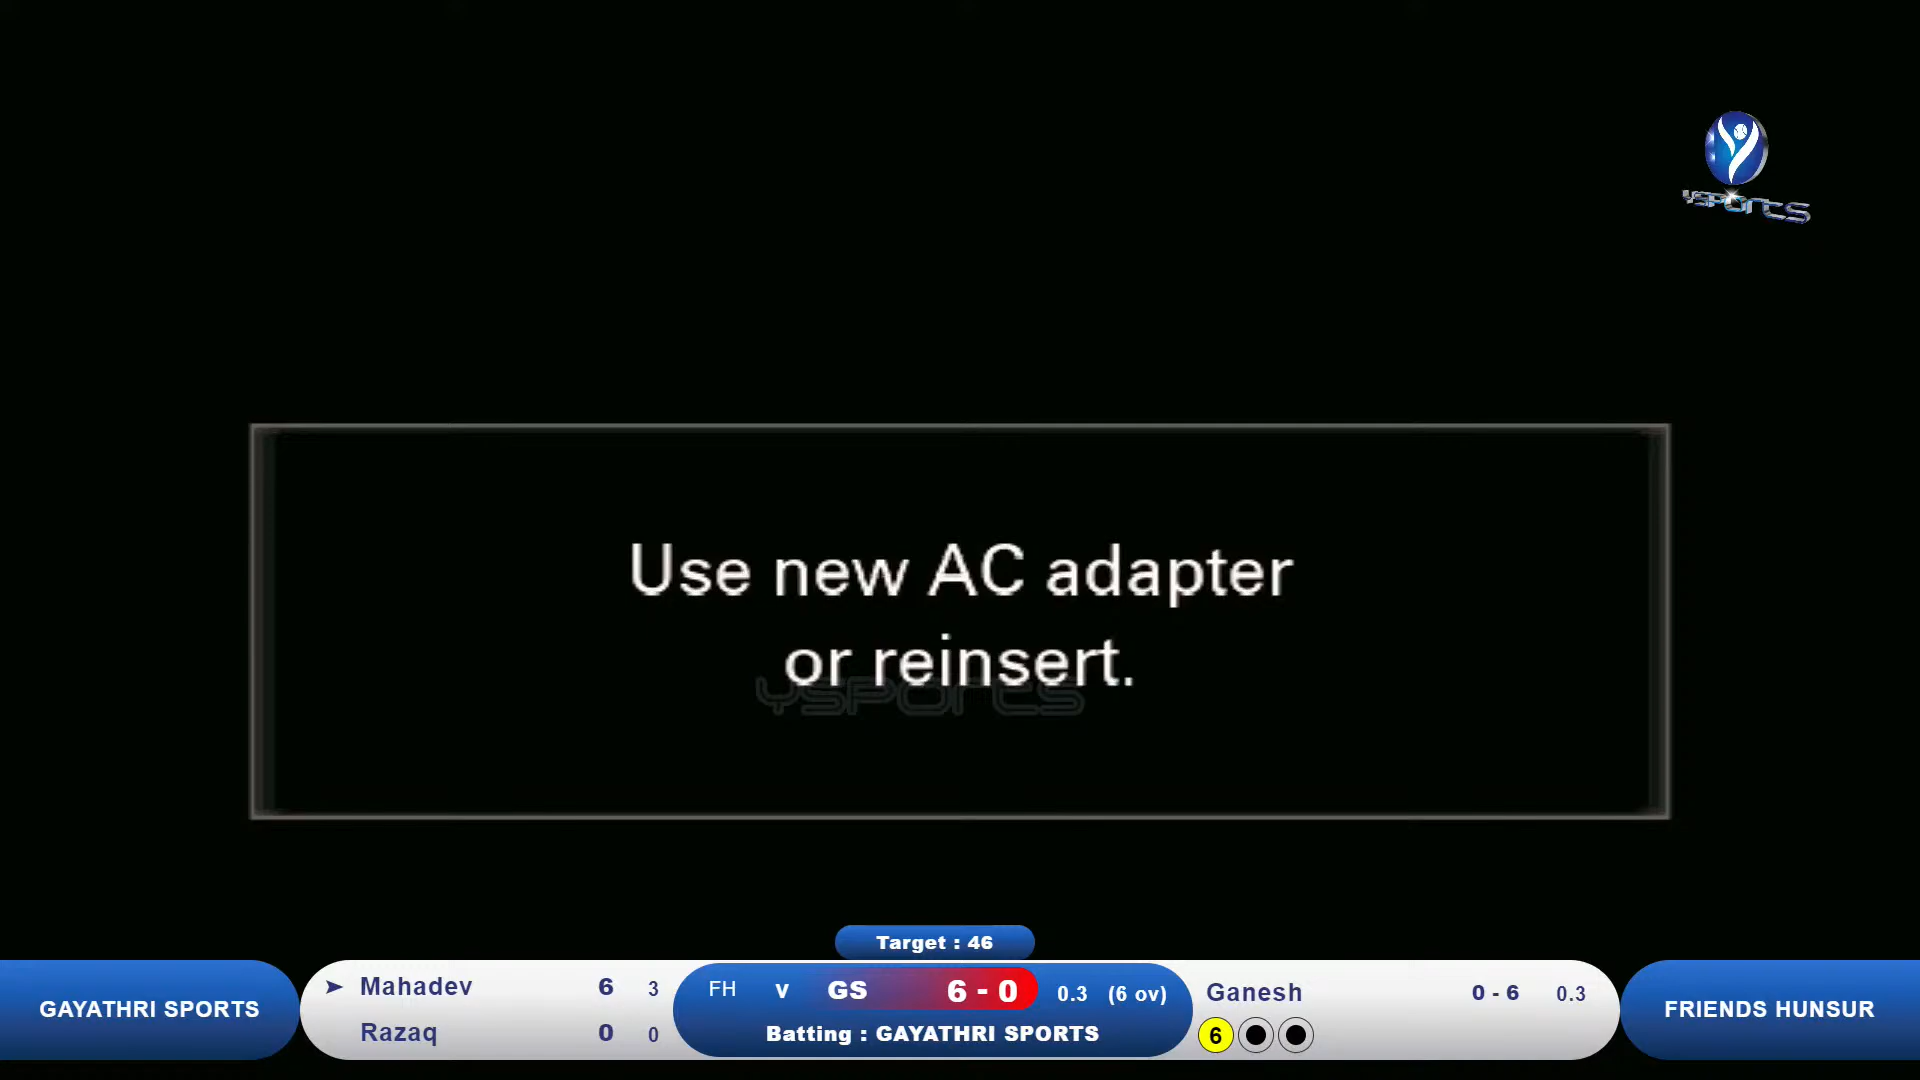 YSPORTS
Use new AC adapter
or reinsert.
YSPORTS
Target : 46
GAYATHRI SPORTS
Mahadev 6 3
Razaq 0 0
FH v GS 6 - 0 0.3 (6 ov)
Batting : GAYATHRI SPORTS
Ganesh 0 - 6 0.3
6
FRIENDS HUNSUR